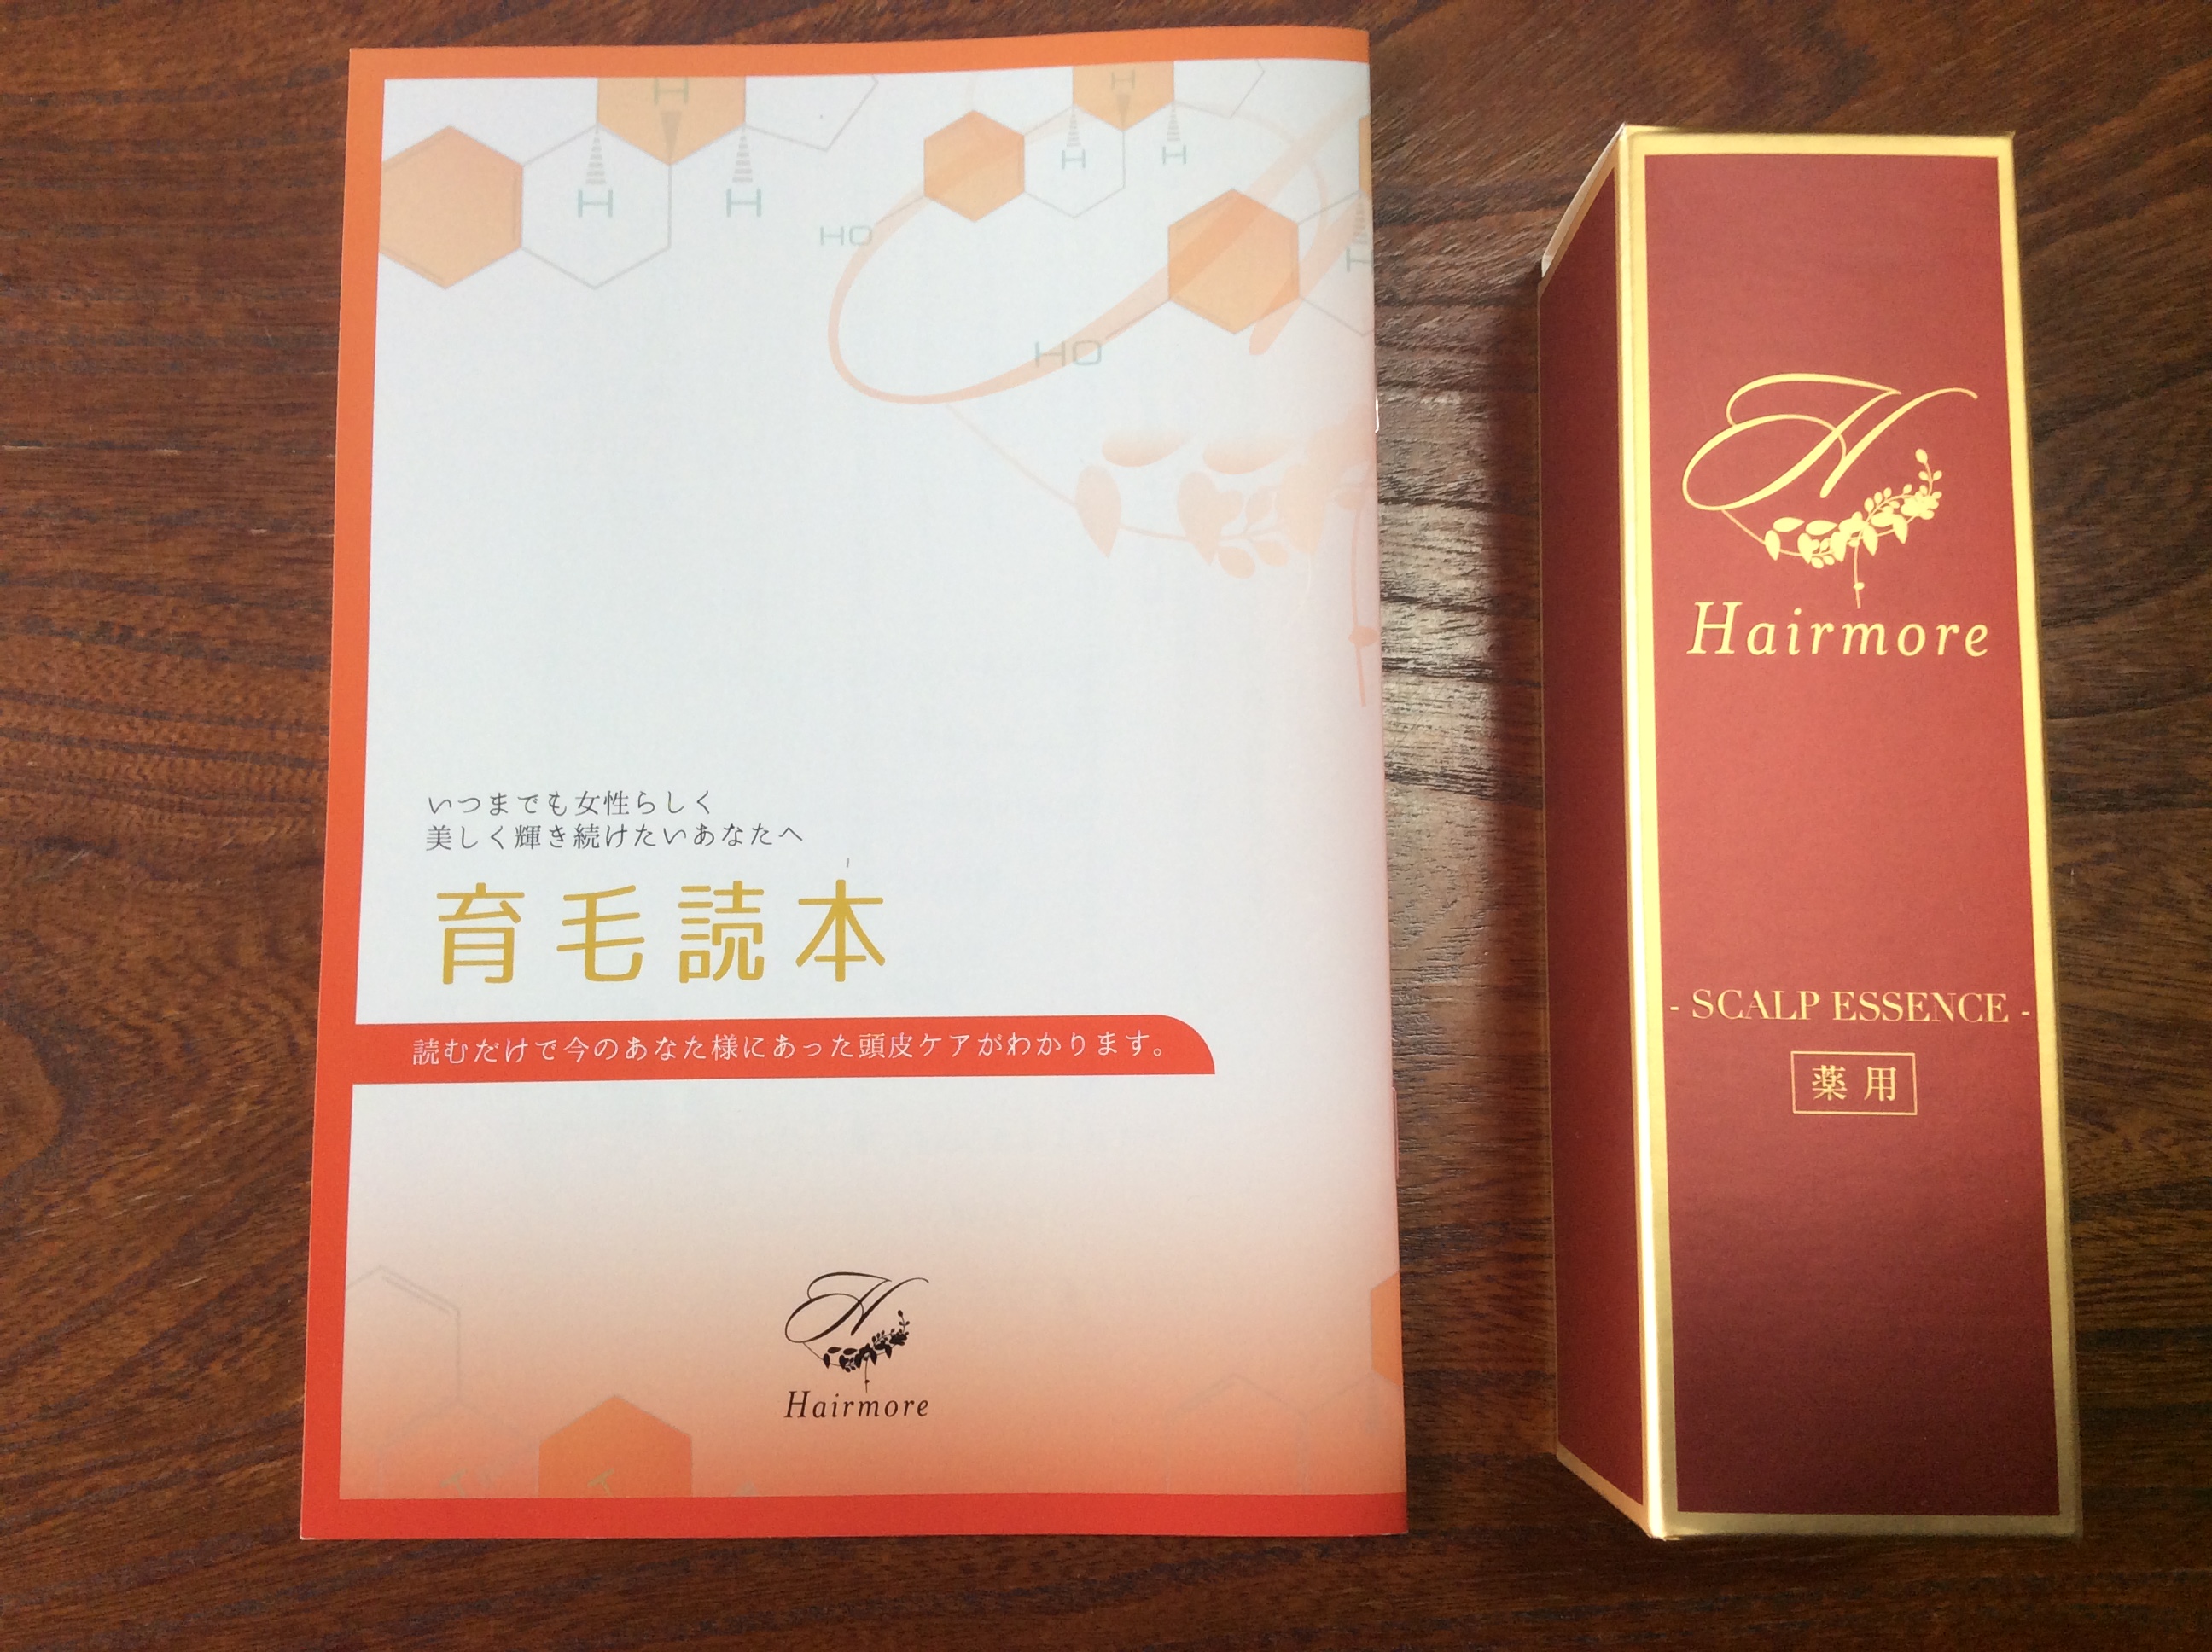 H
H
H
H
H
H
HO
HO
いつまでも女性らしく
美しく輝き続けたいあなたへ
育毛読本
読むだけで今のあなた様にあった頭皮ケアがわかります。
H
Hairmore
H
Hairmore
- SCALP ESSENCE -
薬用